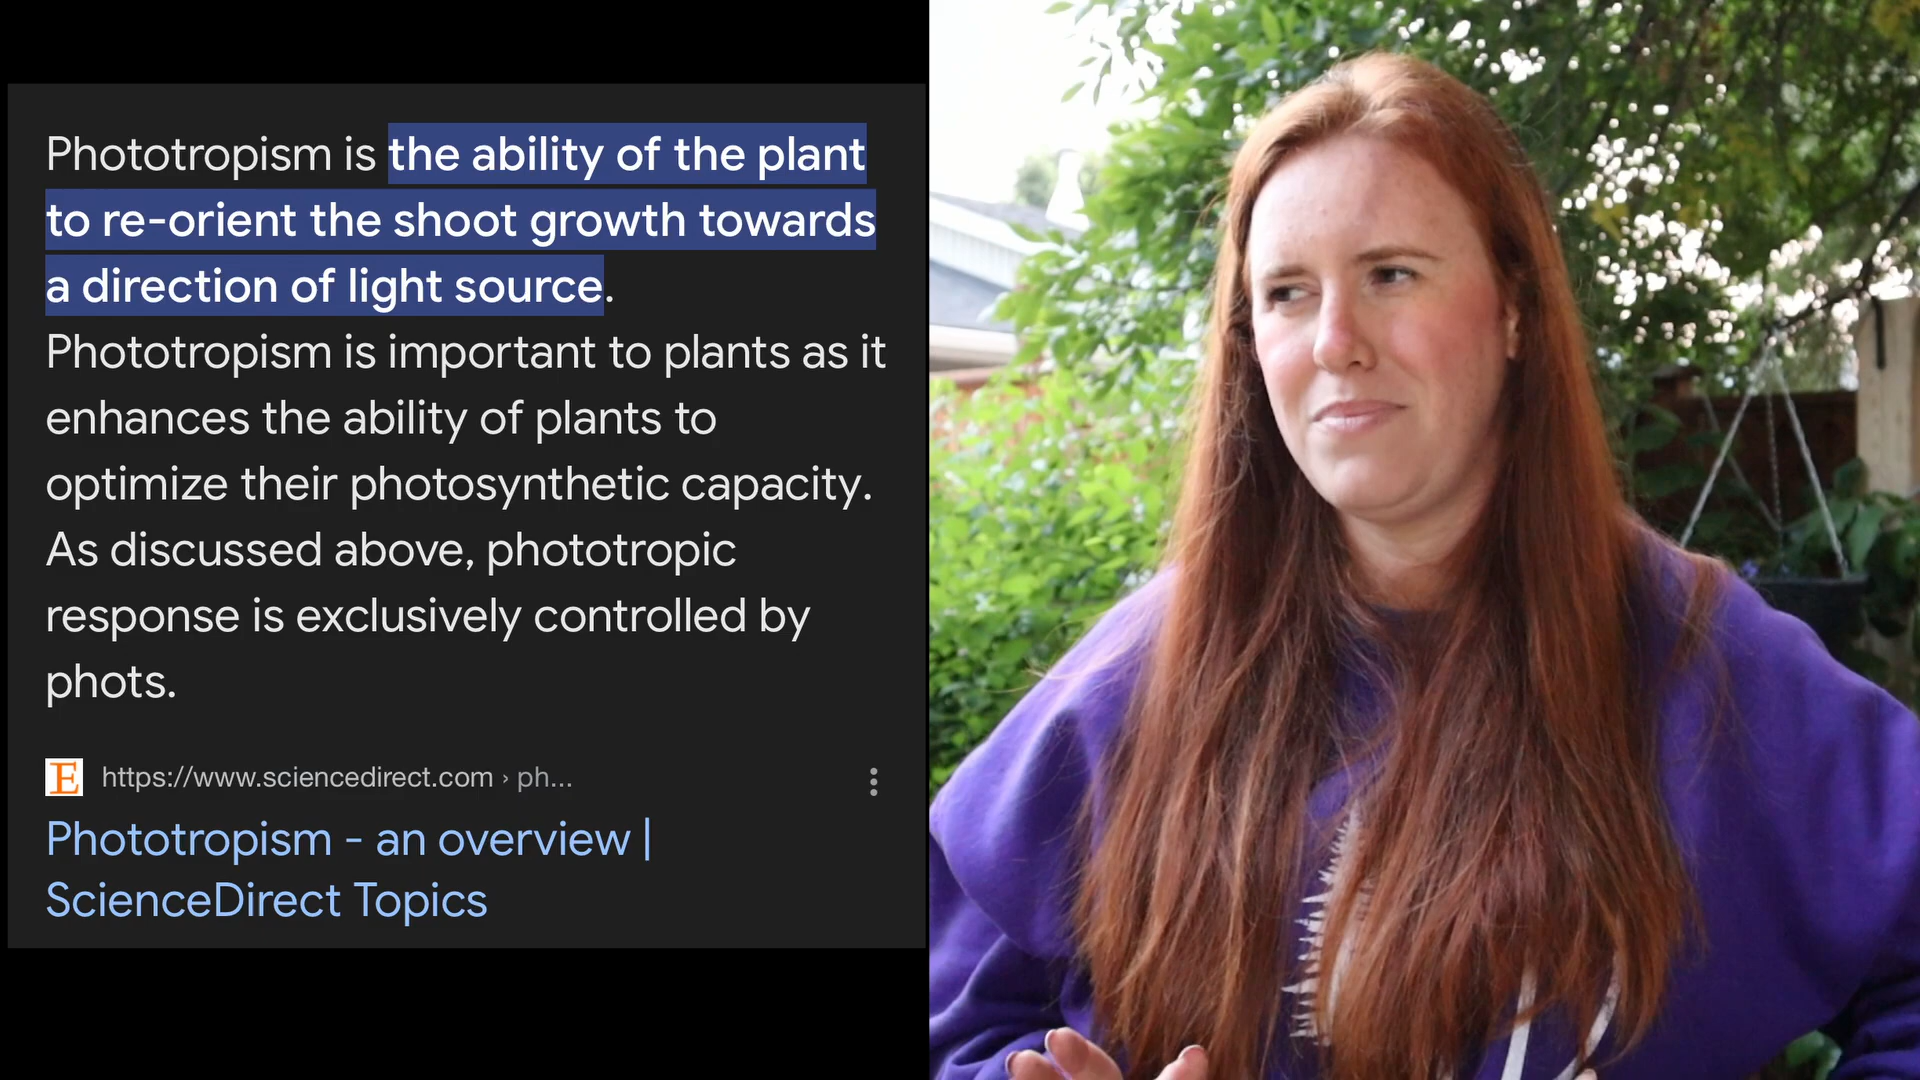 Phototropism is the ability of the plant
to re-orient the shoot growth towards
a direction of light source.
Phototropism is important to plants as it
enhances the ability of plants to
optimize their photosynthetic capacity.
As discussed above, phototropic
response is exclusively controlled by
phots.
E https://www.sciencedirect.com › ph...
Phototropism - an overview |
ScienceDirect Topics